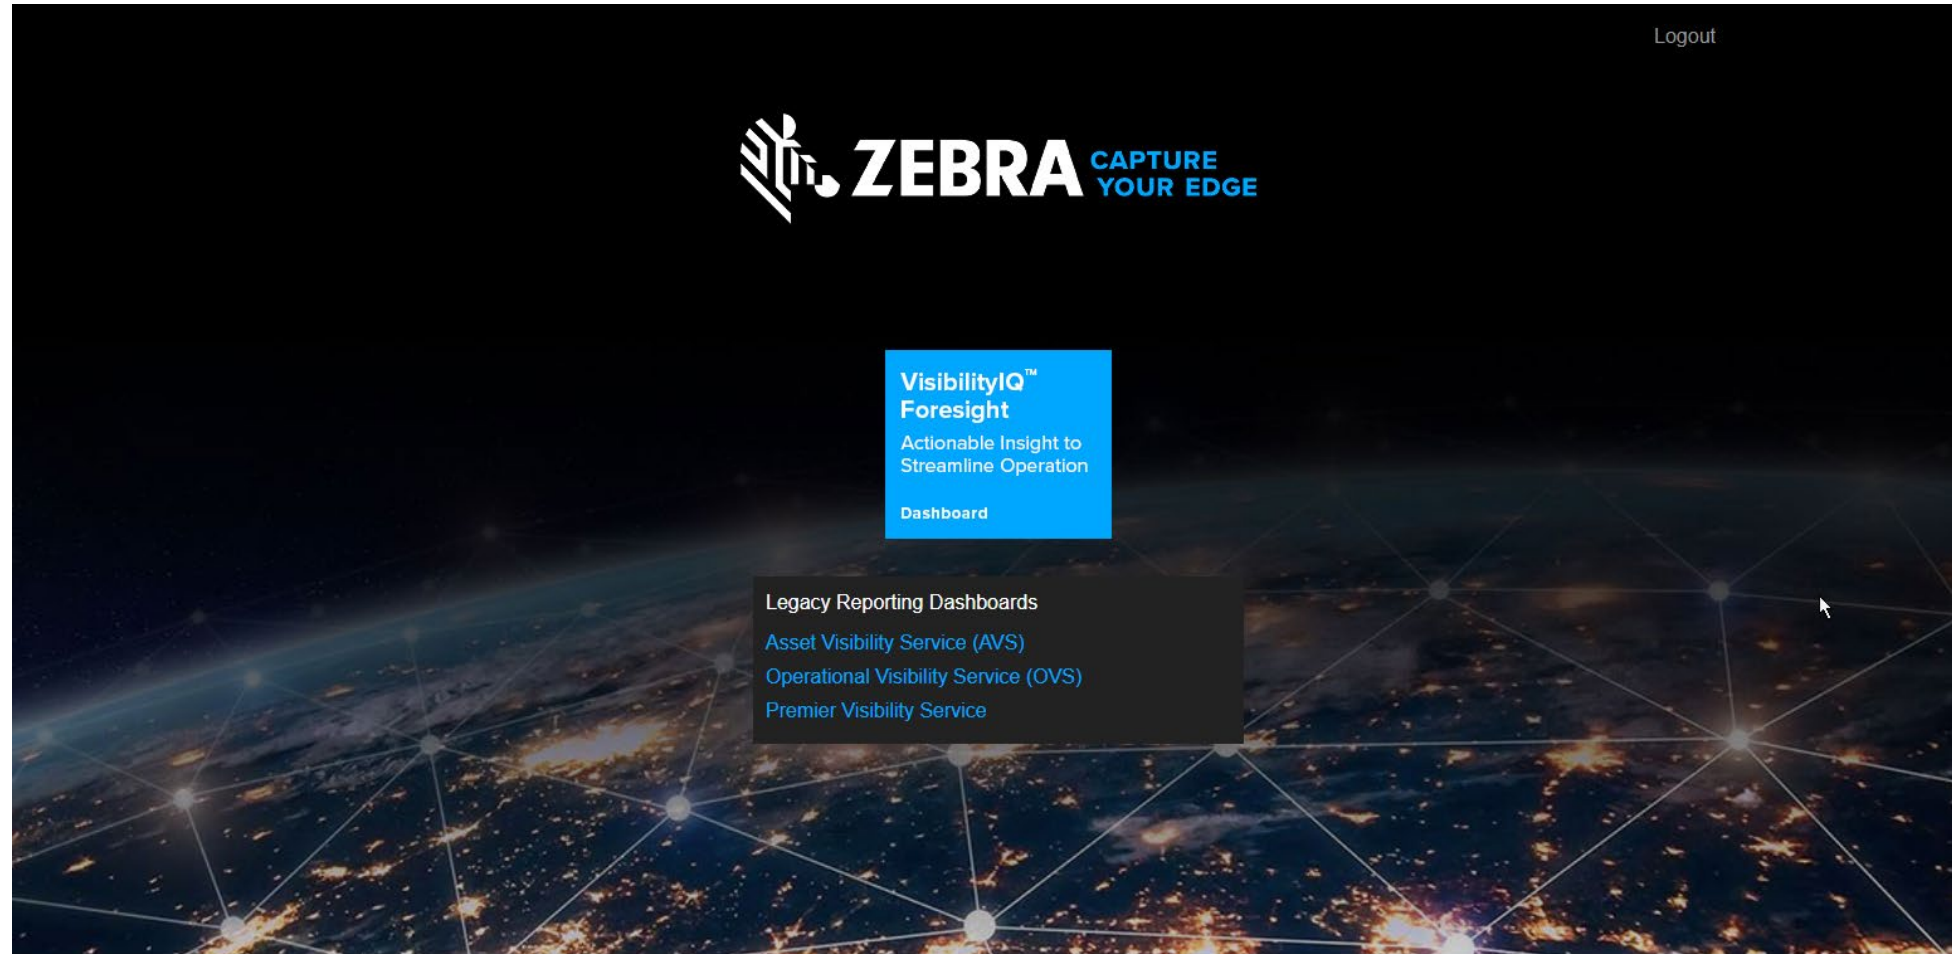 Logout
ZEBRA CAPTURE
YOUR EDGE
VisibilityIQ™
Foresight
Actionable Insight to
Streamline Operation
Dashboard
Legacy Reporting Dashboards
Asset Visibility Service (AVS)
Operational Visibility Service (OVS)
Premier Visibility Service